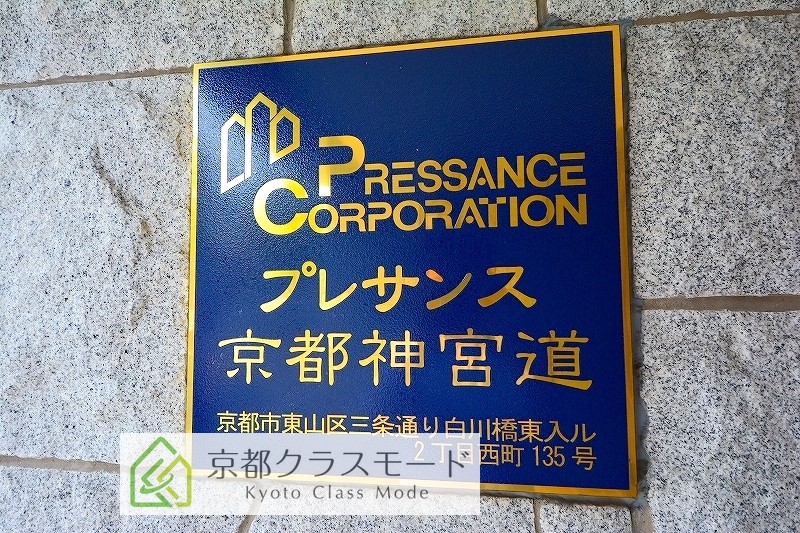 PRESSANCE
CORPORATION
プレサンス
京都神宮道
京都市東山区三条通り白川橋東入ル
2丁目西町 135 号
京都クラスモード
Kyoto Class Mode